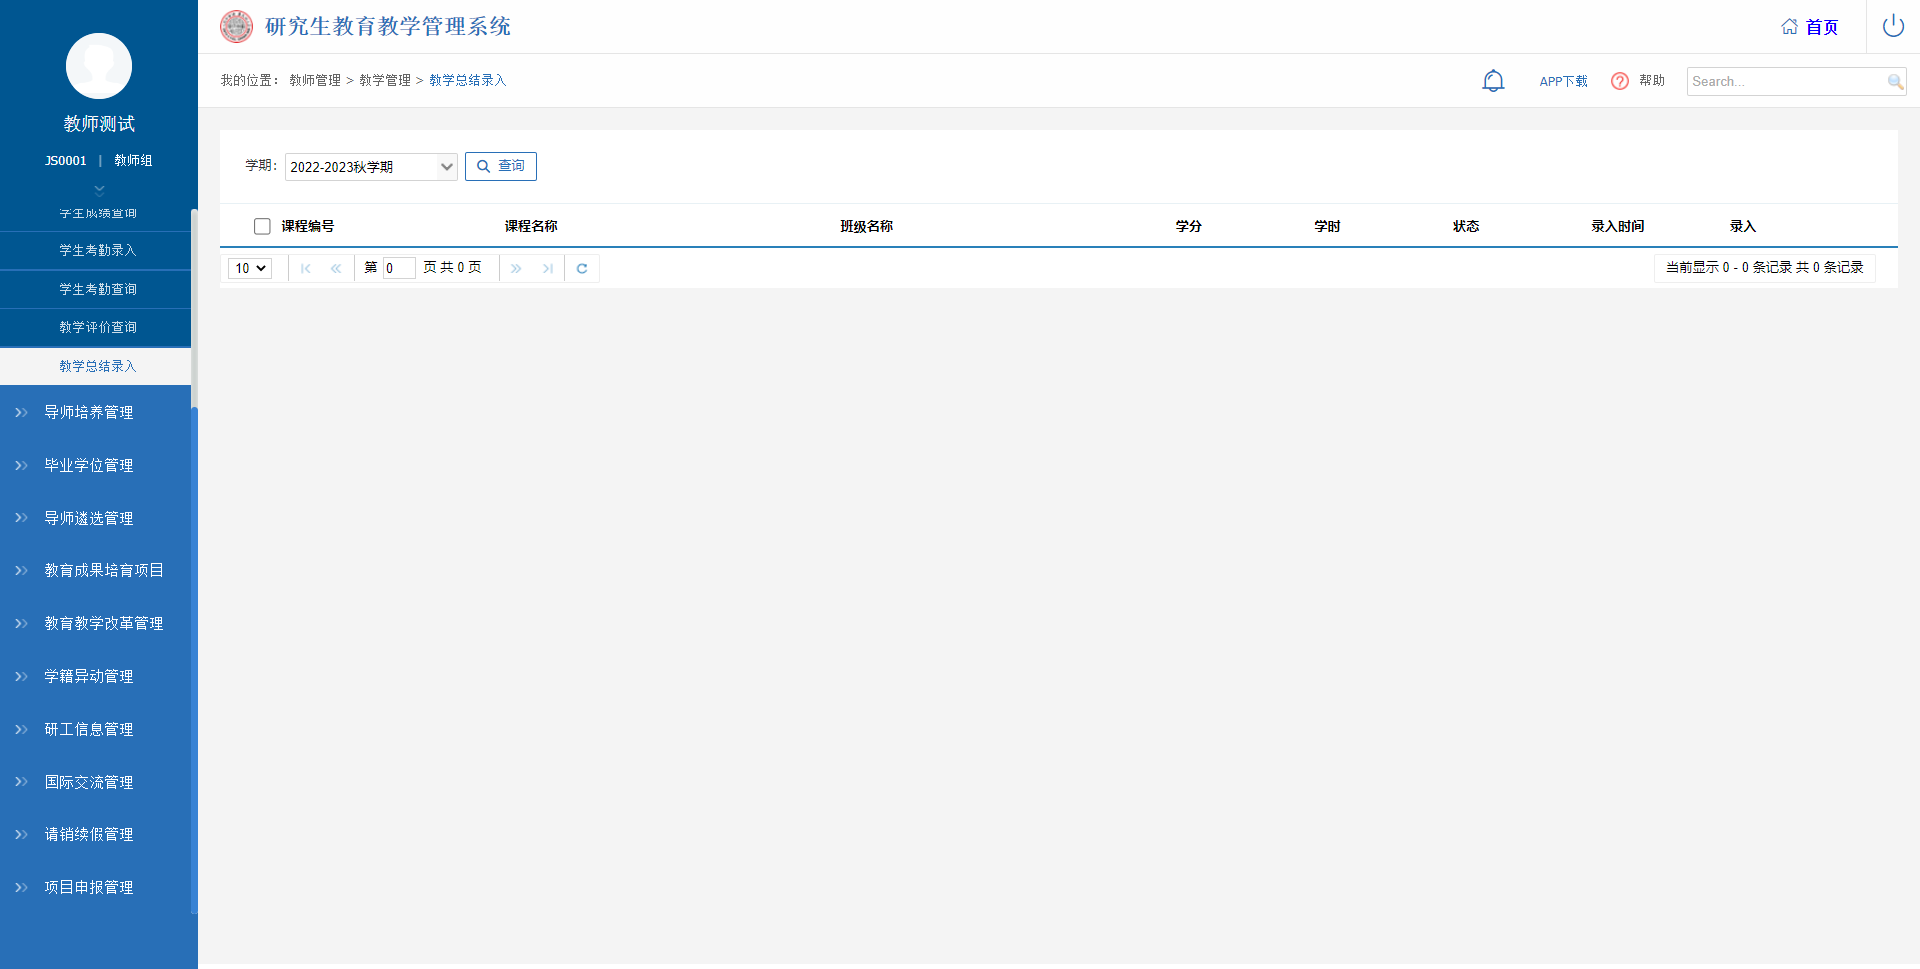 研究生教育教学管理系统
首页
教师测试
JS0001 | 教师组
我的位置： 教师管理 > 教学管理 > 教学总结录入
APP下载
帮助
Search...
学生成绩查询
学生考勤录入
学生考勤查询
教学评价查询
教学总结录入
导师培养管理
毕业学位管理
导师遴选管理
教育成果培育项目
教育教学改革管理
学籍异动管理
研工信息管理
国际交流管理
请销续假管理
项目申报管理
学期： 2022-2023秋学期 查询
课程编号 课程名称 班级名称 学分 学时 状态 录入时间 录入
10 第 0 页 共 0 页
当前显示 0 - 0 条记录 共 0 条记录